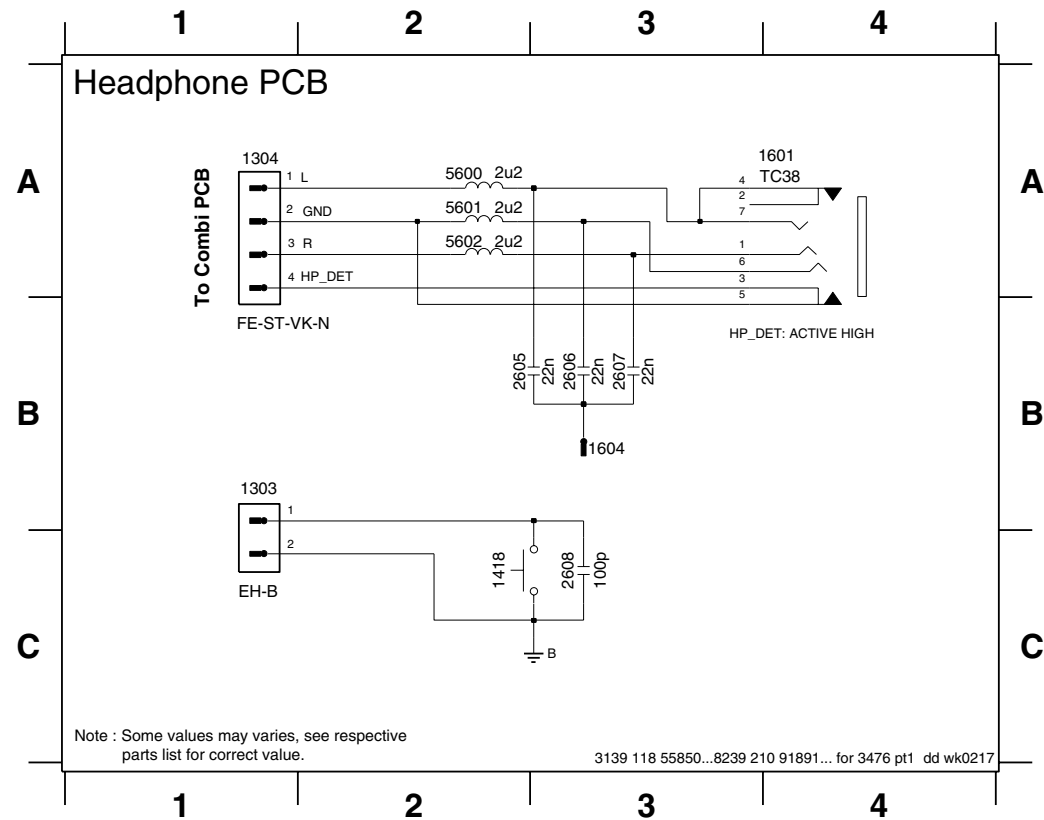 1 2 3 4
Headphone PCB
A
A
To Combi PCB
1304
1 L
2 GND
3 R
4 HP_DET
FE-ST-VK-N
5600 2u2
5601 2u2
5602 2u2
1601
TC38
4
2
7
1
6
3
5
HP_DET: ACTIVE HIGH
2605
22n
2606
22n
2607
22n
B
B
1604
1303
1
2
EH-B
1418
2608
100p
B
C
C
Note : Some values may varies, see respective
parts list for correct value.
3139 118 55850...8239 210 91891... for 3476 pt1 dd wk0217
1 2 3 4